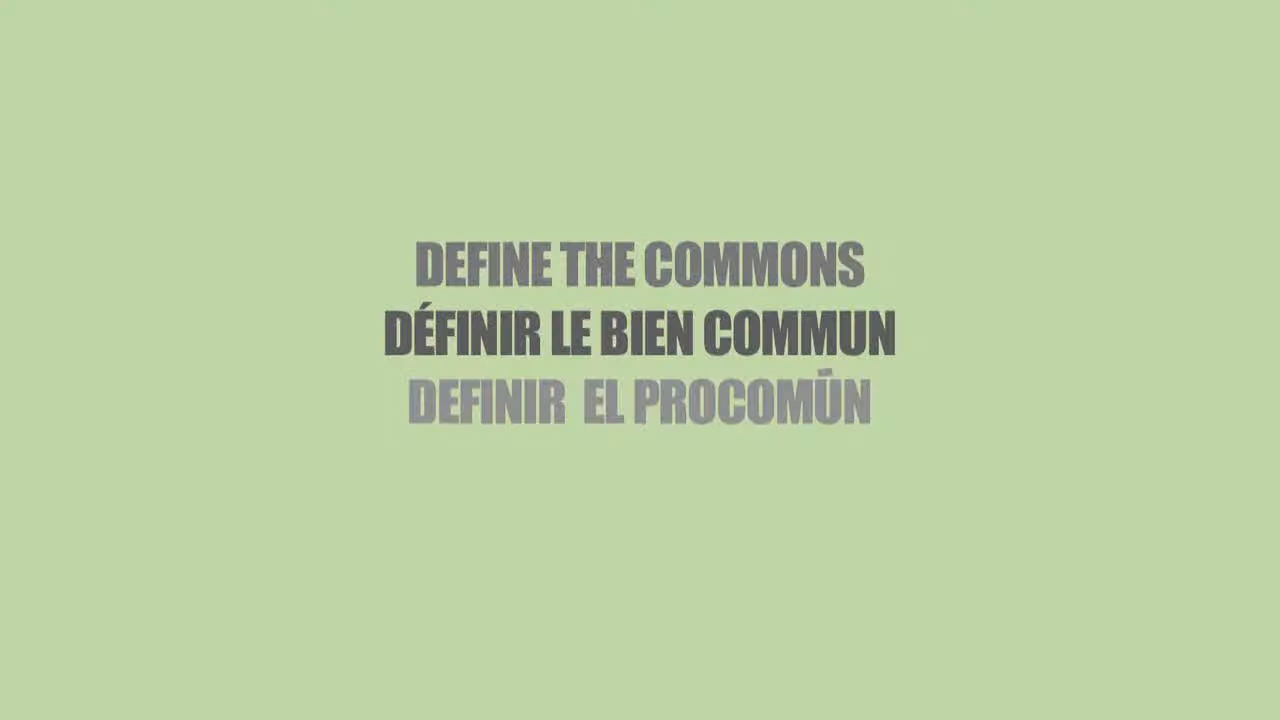 DEFINE THE COMMONS
DÉFINIR LE BIEN COMMUN
DEFINIR EL PROCOMÚN